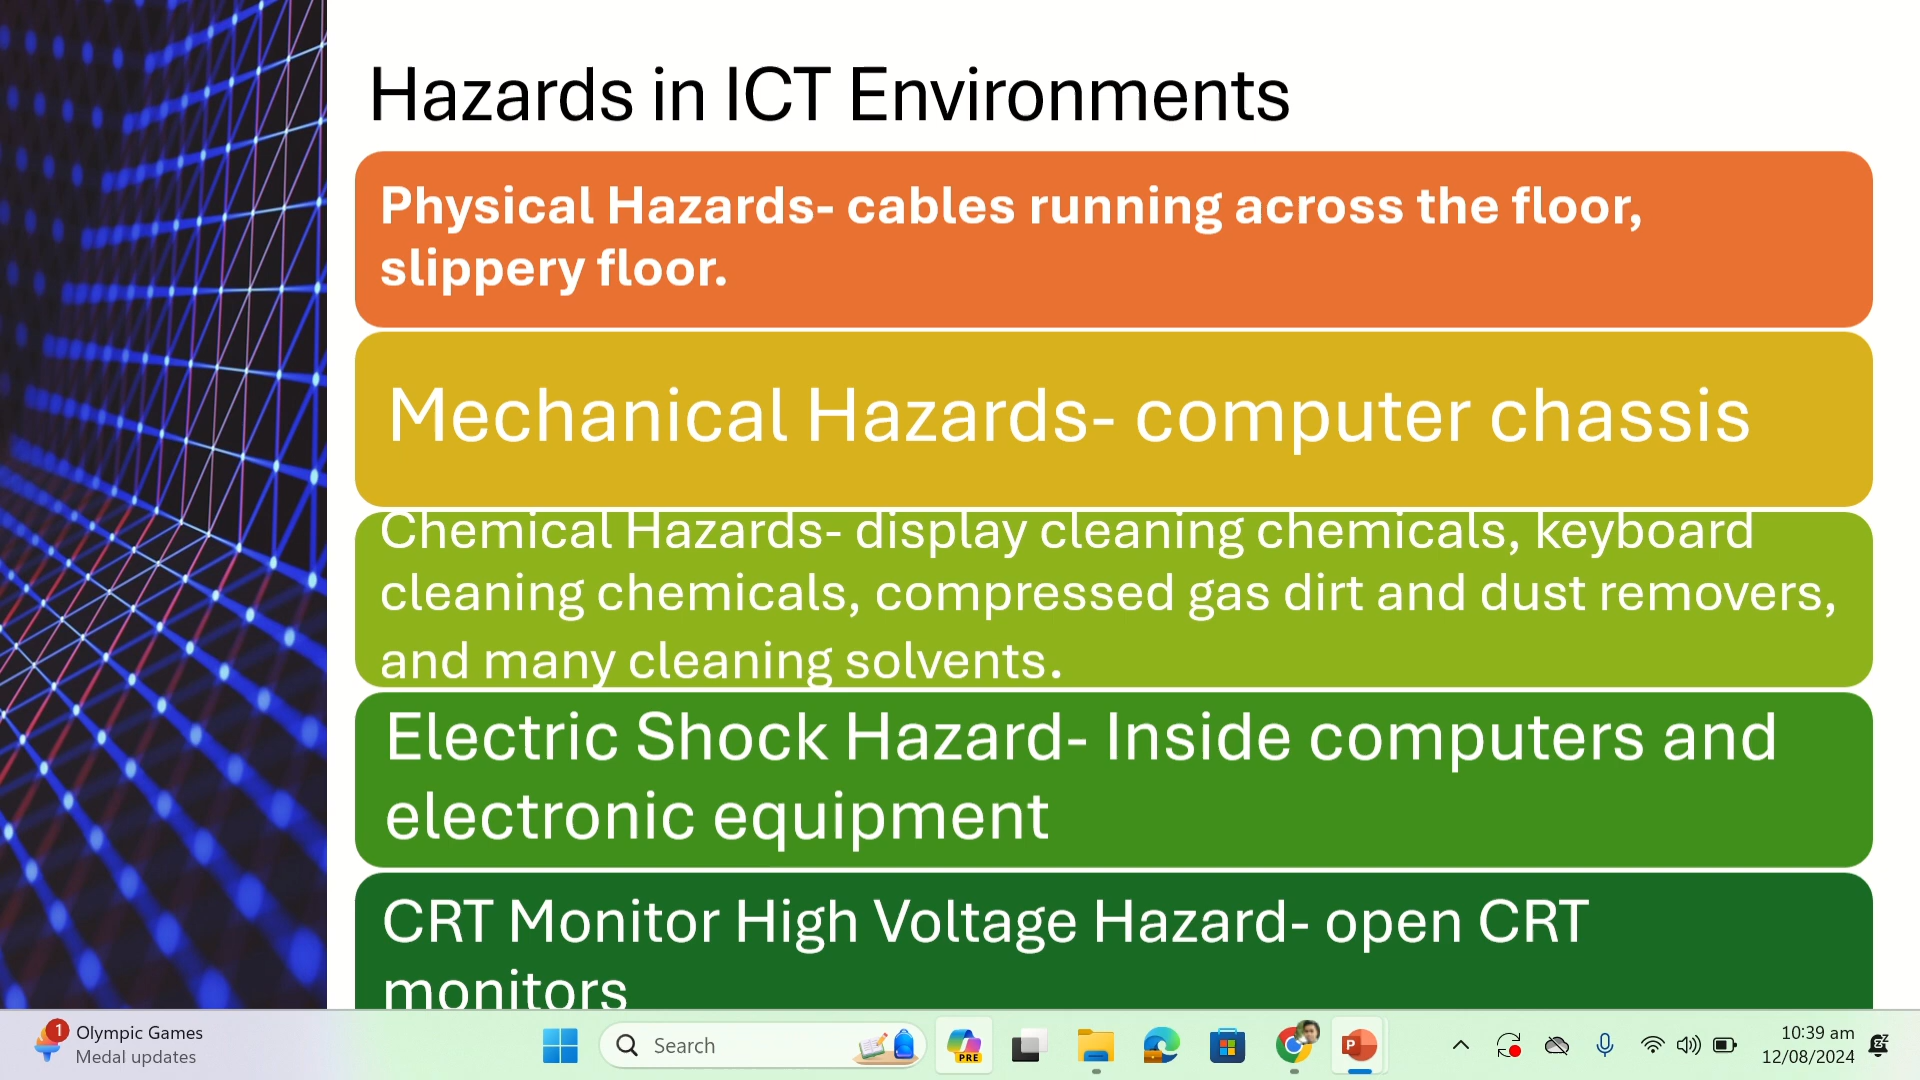 Hazards in ICT Environments
Physical Hazards- cables running across the floor,
slippery floor.
Mechanical Hazards- computer chassis
Chemical Hazards- display cleaning chemicals, keyboard
cleaning chemicals, compressed gas dirt and dust removers,
and many cleaning solvents.
Electric Shock Hazard- Inside computers and
electronic equipment
CRT Monitor High Voltage Hazard- open CRT
monitors
1
Olympic Games
Medal updates
Search
PRE
P
10:39 am
12/08/2024